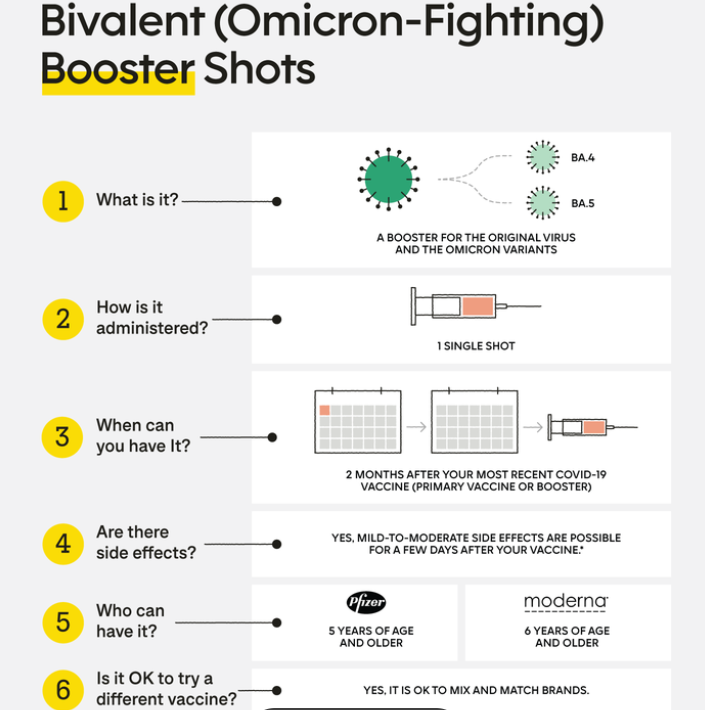 Bivalent (Omicron-Fighting)
Booster Shots
1
What is it?
BA.4
BA.5
A BOOSTER FOR THE ORIGINAL VIRUS
AND THE OMICRON VARIANTS
2
How is it
administered?
1 SINGLE SHOT
3
When can
you have It?
2 MONTHS AFTER YOUR MOST RECENT COVID-19
VACCINE (PRIMARY VACCINE OR BOOSTER)
4
Are there
side effects?
YES, MILD-TO-MODERATE SIDE EFFECTS ARE POSSIBLE
FOR A FEW DAYS AFTER YOUR VACCINE.*
5
Who can
have it?
Pfizer
5 YEARS OF AGE
AND OLDER
moderna
6 YEARS OF AGE
AND OLDER
6
Is it OK to try a
different vaccine?
YES, IT IS OK TO MIX AND MATCH BRANDS.